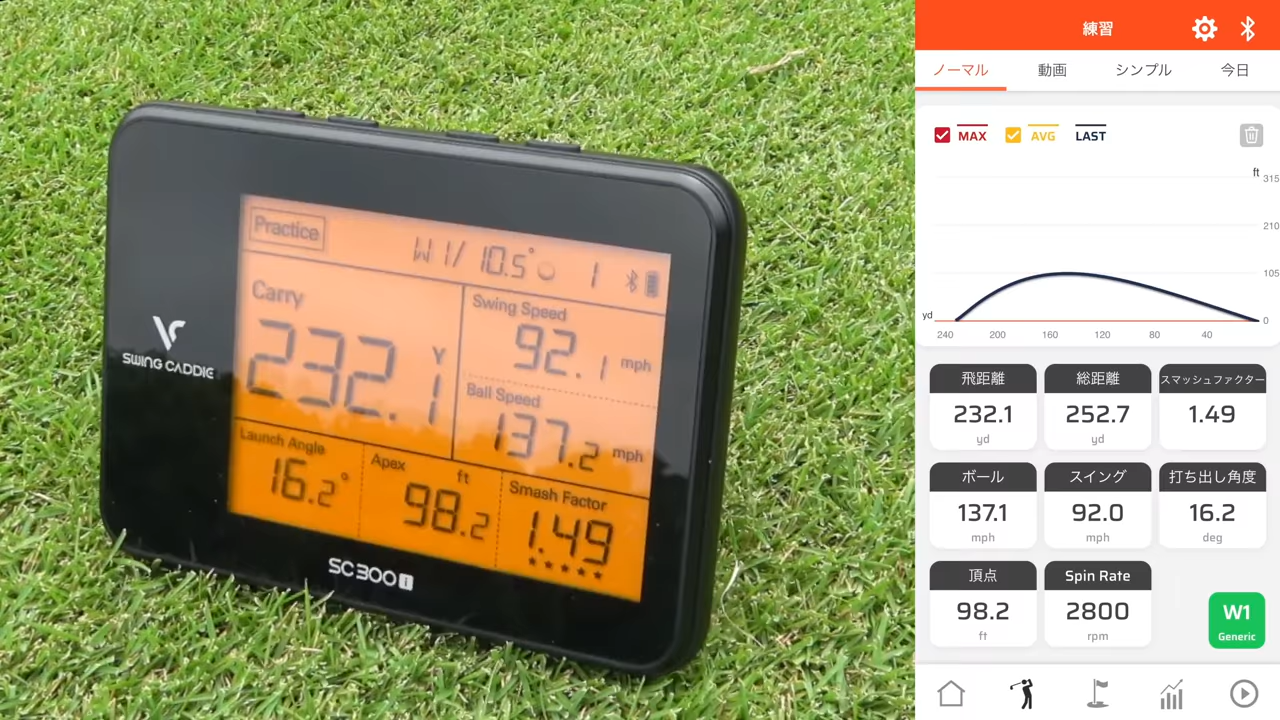 Practice
W1/ 10.5° 1
Carry
232.1 Y
Swing Speed
92.1 mph
Ball Speed
137.2 mph
Launch Angle
16.2°
Apex ft
98.2
Smash Factor
1.49
★★★★★
SWING CADDIE
SC300i
練習
ノーマル 動画 シンプル 今日
MAX AVG LAST
ft
315
210
105
0
yd
240 200 160 120 80 40
飛距離 総距離 スマッシュファクター
232.1 252.7 1.49
yd yd
ボール スイング 打ち出し角度
137.1 92.0 16.2
mph mph deg
頂点 Spin Rate
98.2 2800
ft rpm
W1
Generic